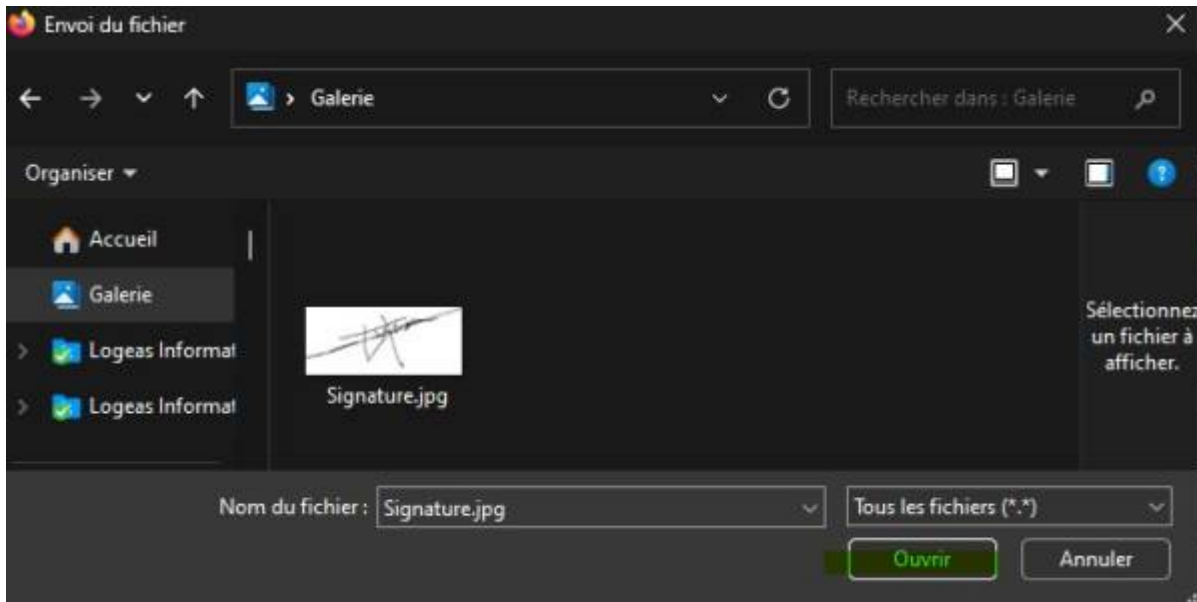 Envoi du fichier
Galerie
Rechercher dans : Galerie
Organiser
Accueil
Galerie
Logeas Informat
Logeas Informat
Signature.jpg
Sélectionnez
un fichier à
afficher.
Nom du fichier : Signature.jpg
Tous les fichiers (*.*)
Ouvrir
Annuler